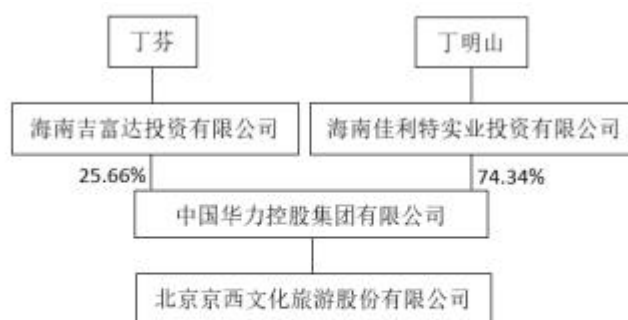 丁芬
丁明山
海南吉富达投资有限公司
海南佳利特实业投资有限公司
25.66%
74.34%
中国华力控股集团有限公司
北京京西文化旅游股份有限公司